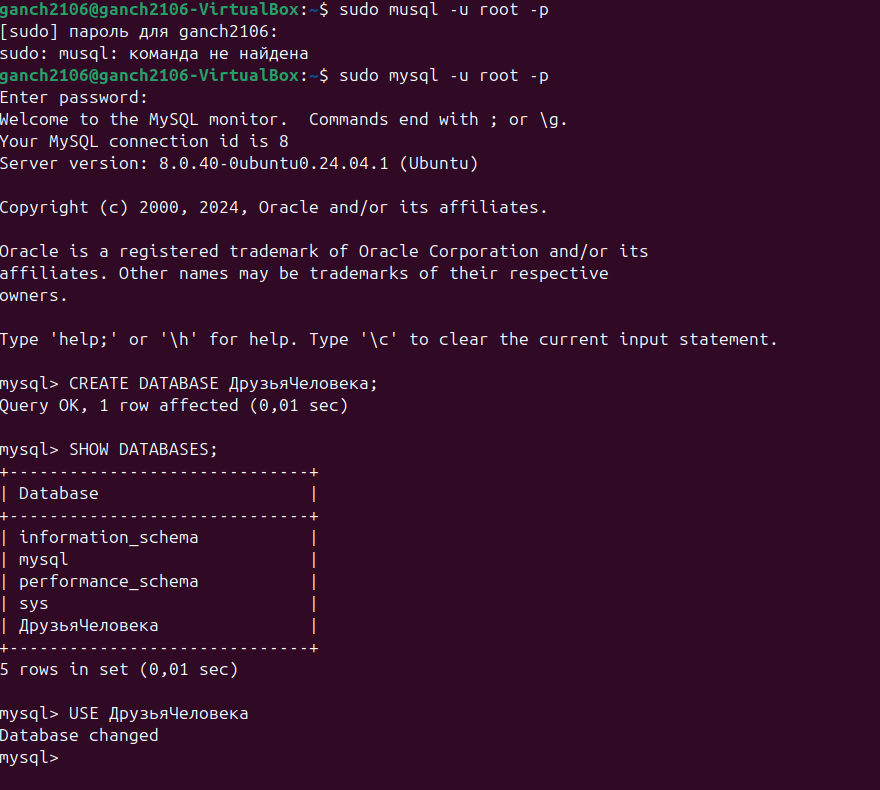 ganch2106@ganch2106-VirtualBox:~$ sudo musql -u root -p
[sudo] пароль для ganch2106:
sudo: musql: команда не найдена
ganch2106@ganch2106-VirtualBox:~$ sudo mysql -u root -p
Enter password:
Welcome to the MySQL monitor.  Commands end with ; or \g.
Your MySQL connection id is 8
Server version: 8.0.40-0ubuntu0.24.04.1 (Ubuntu)

Copyright (c) 2000, 2024, Oracle and/or its affiliates.

Oracle is a registered trademark of Oracle Corporation and/or its
affiliates. Other names may be trademarks of their respective
owners.

Type 'help;' or '\h' for help. Type '\c' to clear the current input statement.

mysql> CREATE DATABASE ДрузьяЧеловека;
Query OK, 1 row affected (0,01 sec)

mysql> SHOW DATABASES;
+------------------------------+
| Database                     |
+------------------------------+
| information_schema           |
| mysql                        |
| performance_schema           |
| sys                          |
| ДрузьяЧеловека               |
+------------------------------+
5 rows in set (0,01 sec)

mysql> USE ДрузьяЧеловека
Database changed
mysql>